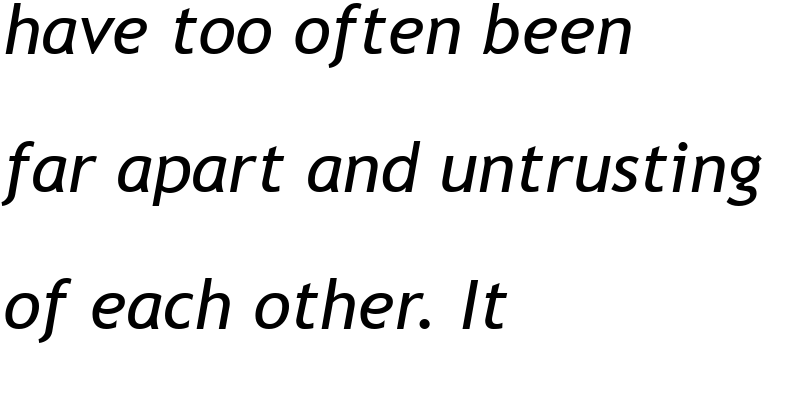 have too often been
far apart and untrusting
of each other. It